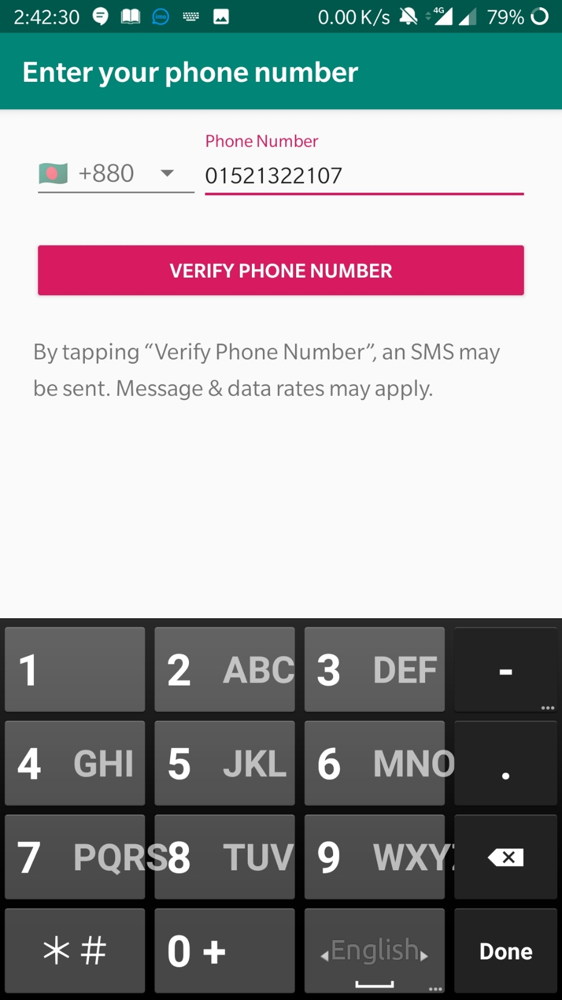 2:42:30 imo 0.00 K/s 4G 79%
Enter your phone number
Phone Number
+880 01521322107
VERIFY PHONE NUMBER
By tapping “Verify Phone Number”, an SMS may
be sent. Message & data rates may apply.
1 2 ABC 3 DEF -
4 GHI 5 JKL 6 MNO .
7 PQRS 8 TUV 9 WXYZ
* # 0 + English Done